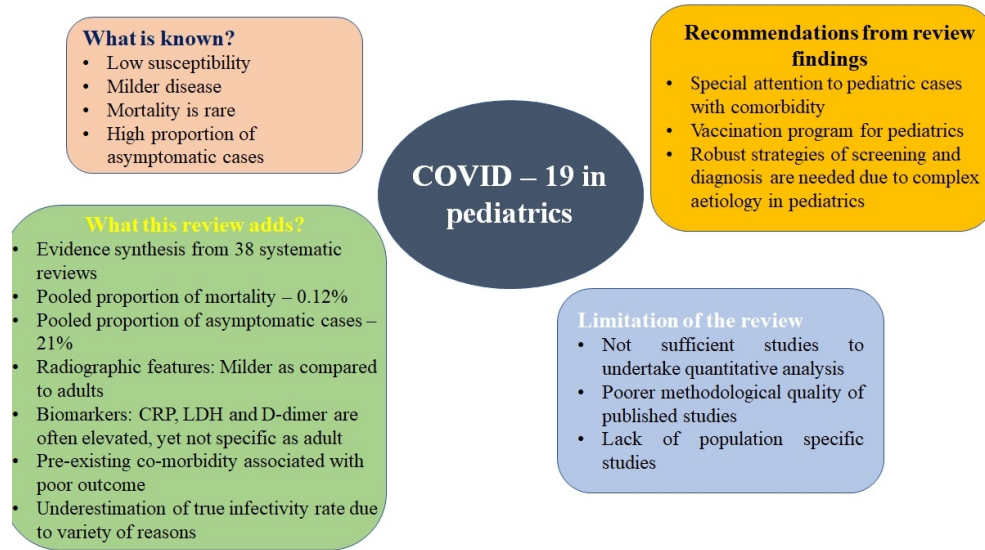 What is known?
• Low susceptibility
• Milder disease
• Mortality is rare
• High proportion of
asymptomatic cases
Recommendations from review
findings
• Special attention to pediatric cases
with comorbidity
• Vaccination program for pediatrics
• Robust strategies of screening and
diagnosis are needed due to complex
aetiology in pediatrics
COVID – 19 in
pediatrics
What this review adds?
• Evidence synthesis from 38 systematic
reviews
• Pooled proportion of mortality – 0.12%
• Pooled proportion of asymptomatic cases –
21%
• Radiographic features: Milder as compared
to adults
• Biomarkers: CRP, LDH and D-dimer are
often elevated, yet not specific as adult
• Pre-existing co-morbidity associated with
poor outcome
• Underestimation of true infectivity rate due
to variety of reasons
Limitation of the review
• Not sufficient studies to
undertake quantitative analysis
• Poorer methodological quality of
published studies
• Lack of population specific
studies